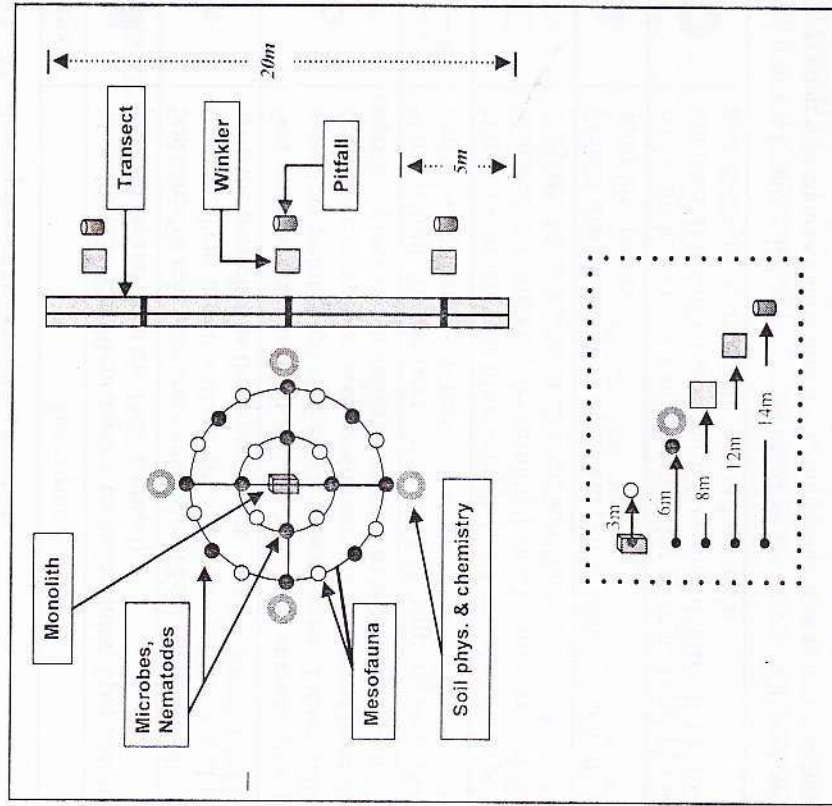 Monolith
Microbes,
Nematodes
Mesofauna
Soil phys. & chemistry
Transect
Winkler
Pitfall
20m
5m
3m
6m
8m
12m
14m